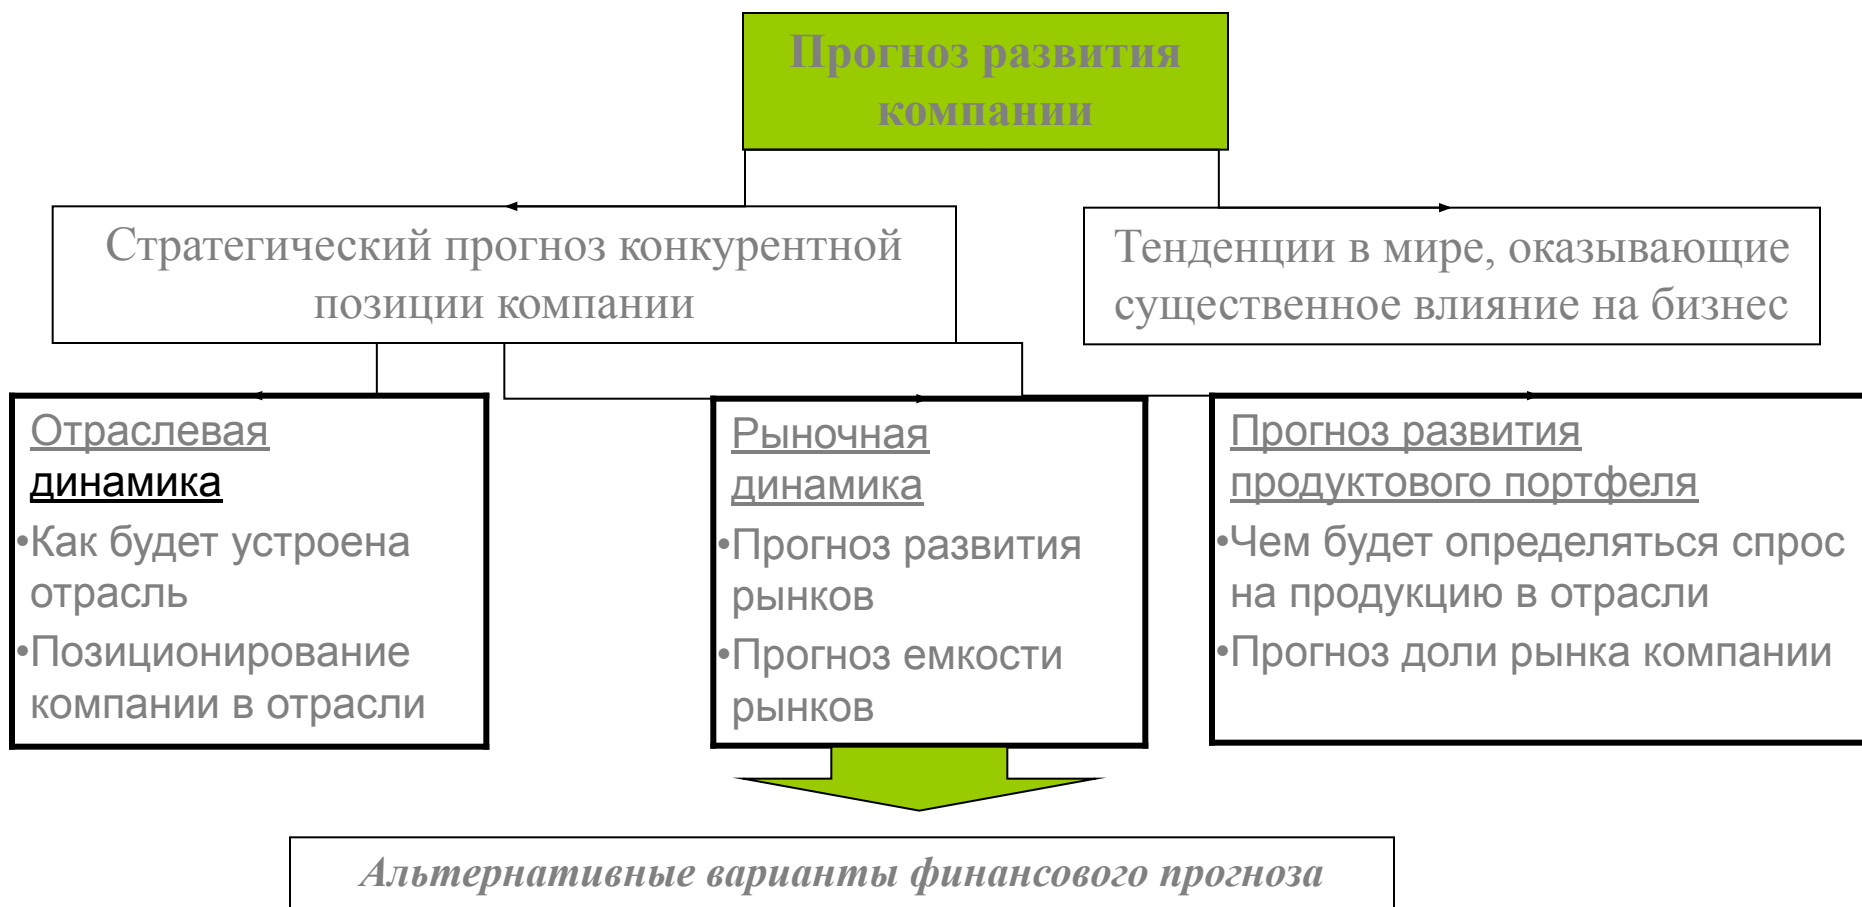 Прогноз развития
компании
Стратегический прогноз конкурентной
позиции компании
Тенденции в мире, оказывающие
существенное влияние на бизнес
Отраслевая
динамика
•Как будет устроена
отрасль
•Позиционирование
компании в отрасли
Рыночная
динамика
•Прогноз развития
рынков
•Прогноз емкости
рынков
Прогноз развития
продуктового портфеля
•Чем будет определяться спрос
на продукцию в отрасли
•Прогноз доли рынка компании
Альтернативные варианты финансового прогноза